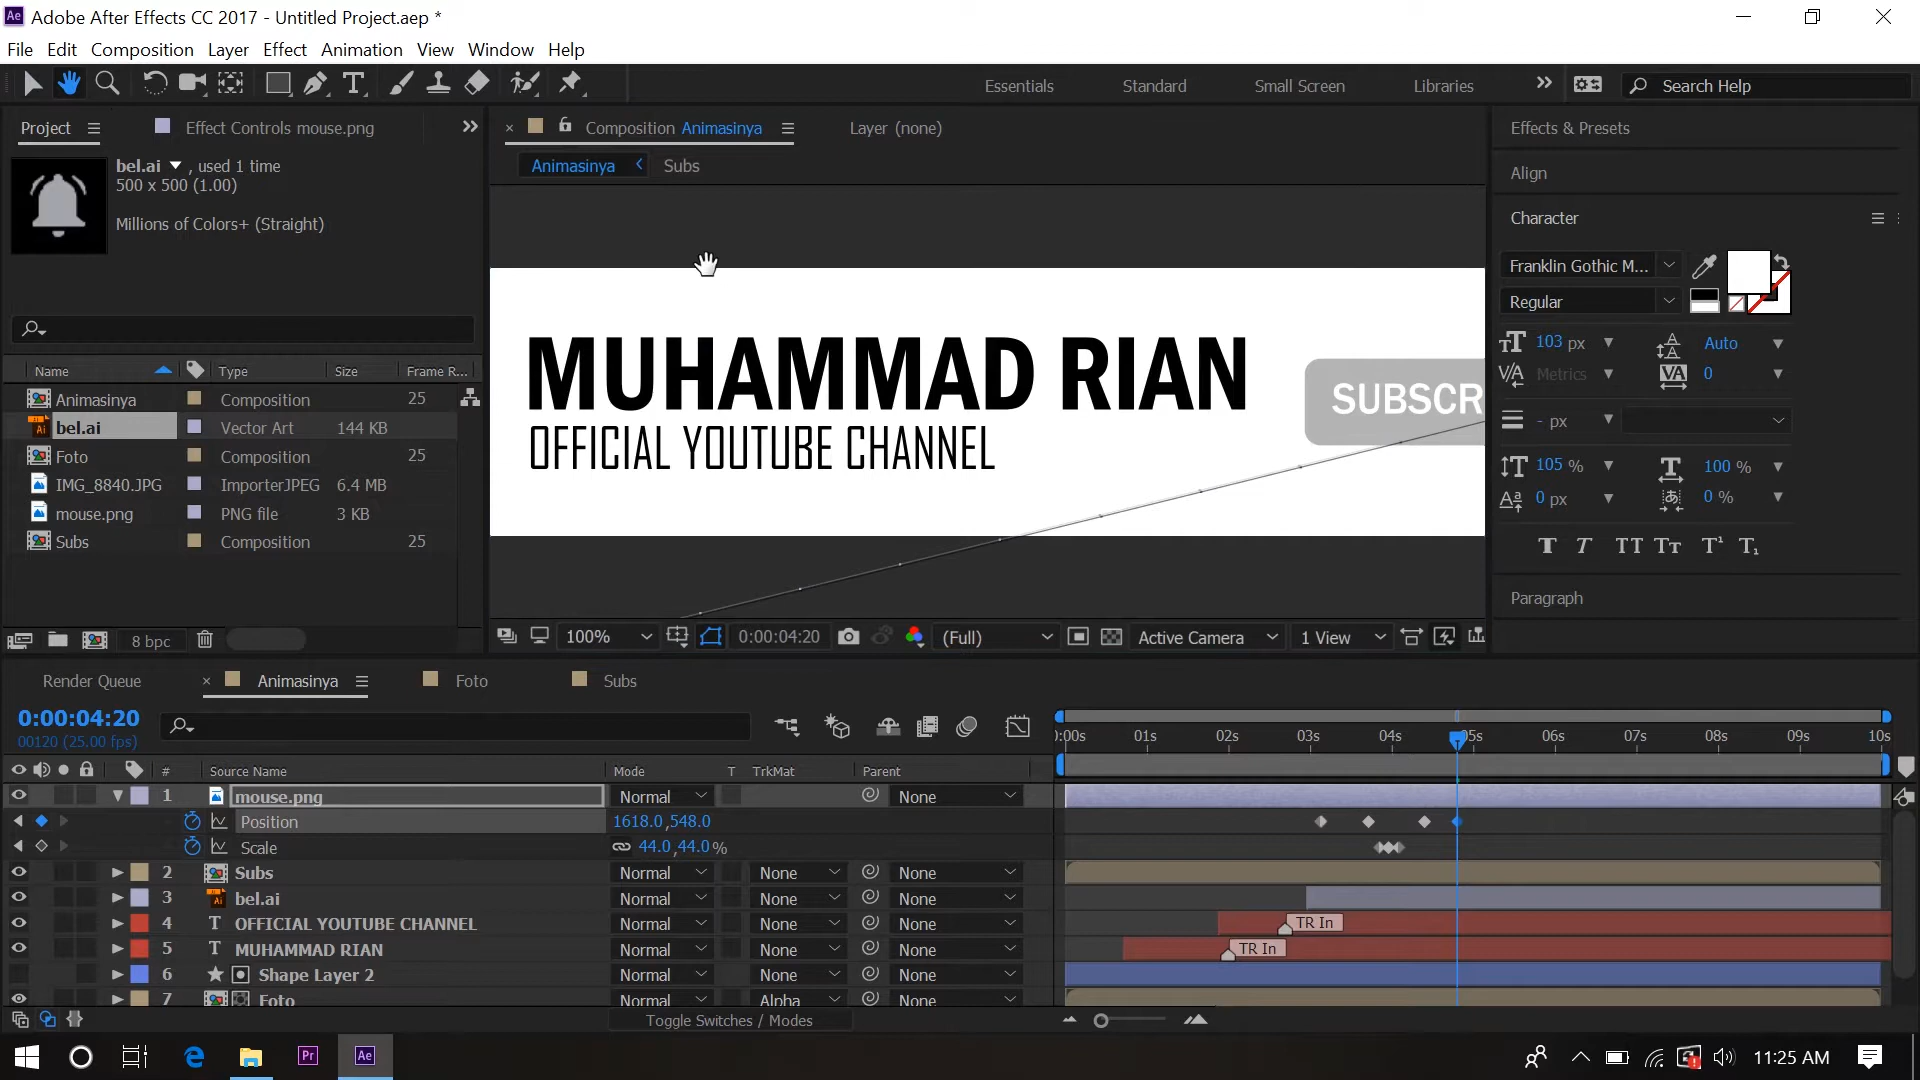 Adobe After Effects CC 2017 - Untitled Project.aep *
File Edit Composition Layer Effect Animation View Window Help
Essentials Standard Small Screen Libraries Search Help
Project Effect Controls mouse.png
Composition Animasinya Layer (none)
Animasinya Subs
bel.ai , used 1 time
500 x 500 (1.00)
Millions of Colors+ (Straight)
Name Type Size Frame R...
Animasinya Composition 25
bel.ai Vector Art 144 KB
Foto Composition 25
IMG_8840.JPG ImporterJPEG 6.4 MB
mouse.png PNG file 3 KB
Subs Composition 25
8 bpc
MUHAMMAD RIAN
OFFICIAL YOUTUBE CHANNEL
SUBSCR
100% 0:00:04:20 (Full) Active Camera 1 View
Effects & Presets
Align
Character
Franklin Gothic M...
Regular
103 px Auto
Metrics 0
- px
105 % 100 %
0 px 0 %
Paragraph
Render Queue Animasinya Foto Subs
0:00:04:20
00120 (25.00 fps)
:00s 01s 02s 03s 04s 05s 06s 07s 08s 09s 10s
# Source Name Mode T TrkMat Parent
1 mouse.png Normal None
Position 1618.0,548.0
Scale 44.0,44.0%
2 Subs Normal None None
3 bel.ai Normal None None
4 T OFFICIAL YOUTUBE CHANNEL Normal None None TR In
5 T MUHAMMAD RIAN Normal None None TR In
6 Shape Layer 2 Normal None None
7 Foto Normal Alpha None
Toggle Switches / Modes
11:25 AM